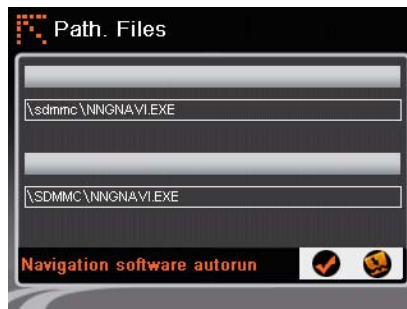 Path. Files
\sdmmc\NNGNAVI.EXE
\SDMMC\NNGNAVI.EXE
Navigation software autorun